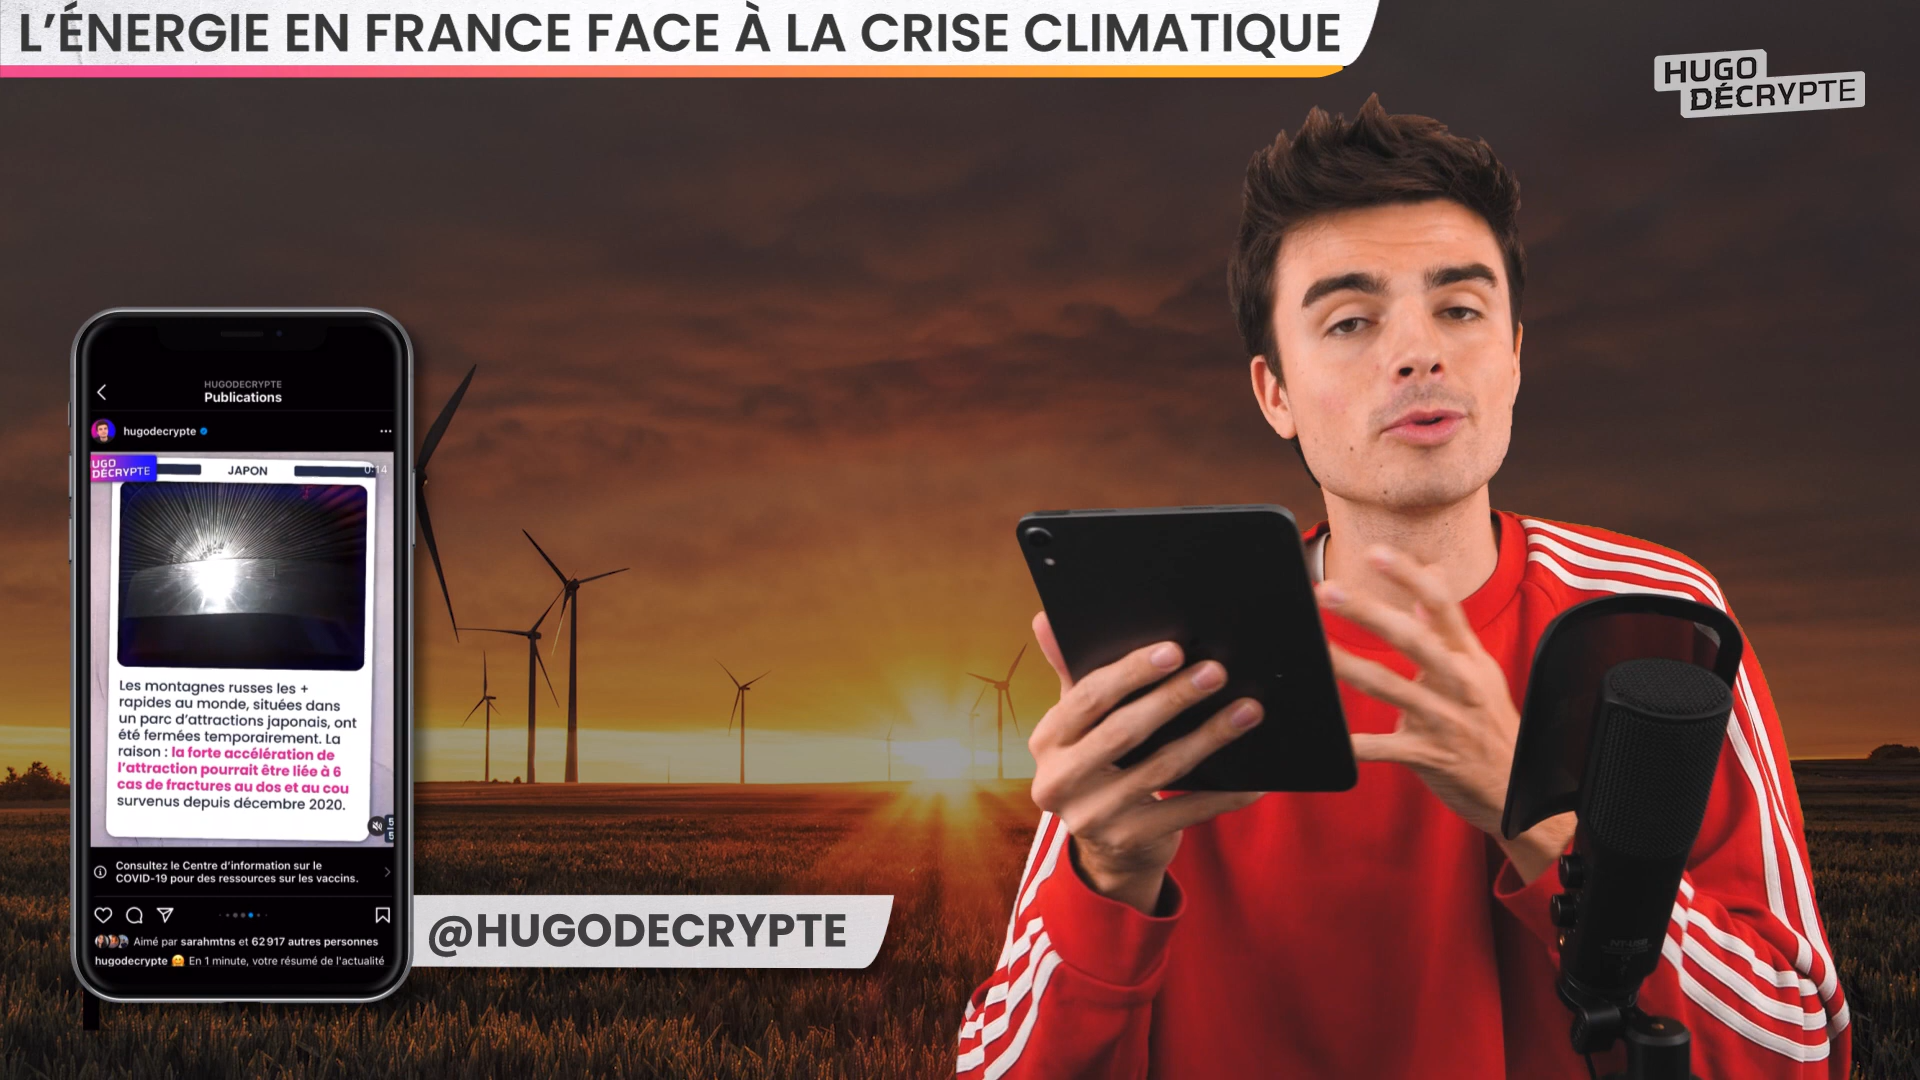 L'ÉNERGIE EN FRANCE FACE À LA CRISE CLIMATIQUE
HUGO
DÉCRYPTE
HUGODECRYPTE
Publications
hugodecrypte
UGO
DÉCRYPTE
JAPON
0:14
Les montagnes russes les +
rapides au monde, situées dans
un parc d'attractions japonais, ont
été fermées temporairement. La
raison : la forte accélération de
l'attraction pourrait être liée à 6
cas de fractures au dos et au cou
survenus depuis décembre 2020.
Consultez le Centre d'information sur le
COVID-19 pour des ressources sur les vaccins.
Aimé par sarahmtns et 62 917 autres personnes
hugodecrypte 🤗 En 1 minute, votre résumé de l'actualité
@HUGODECRYPTE
NT-USB